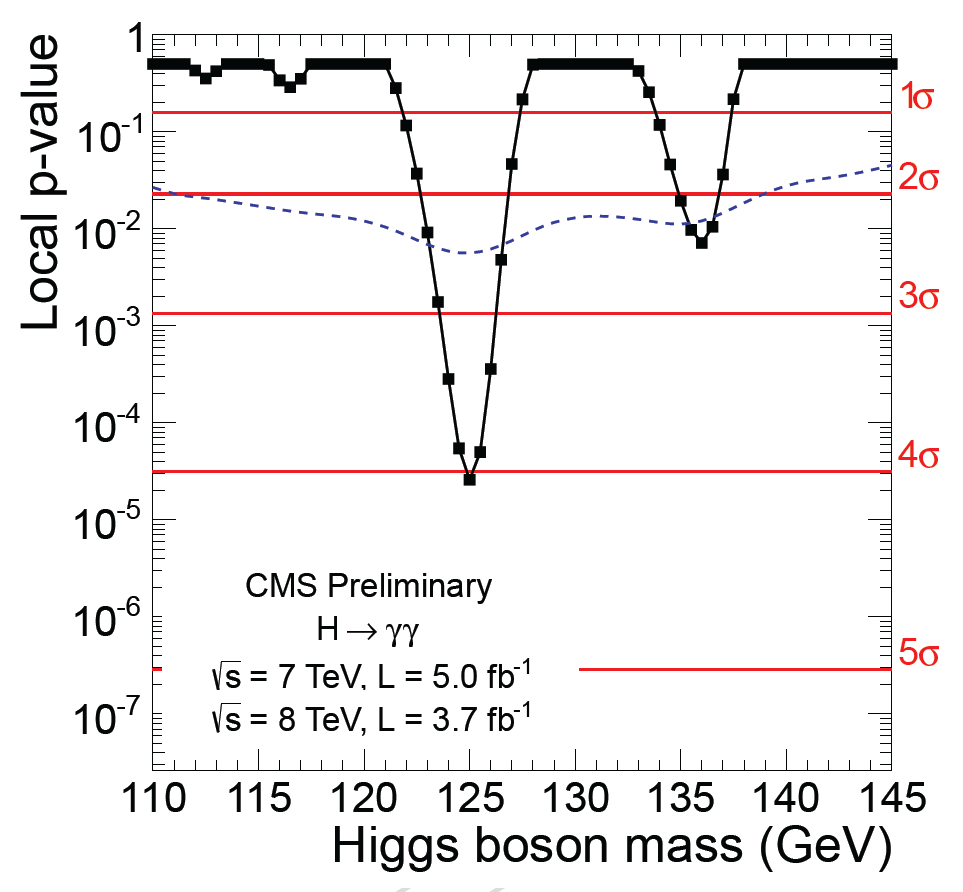 Local p-value
1
10⁻¹
10⁻²
10⁻³
10⁻⁴
10⁻⁵
10⁻⁶
10⁻⁷
1σ
2σ
3σ
4σ
5σ
CMS Preliminary
H → γγ
√s = 7 TeV, L = 5.0 fb⁻¹
√s = 8 TeV, L = 3.7 fb⁻¹
110 115 120 125 130 135 140 145
Higgs boson mass (GeV)